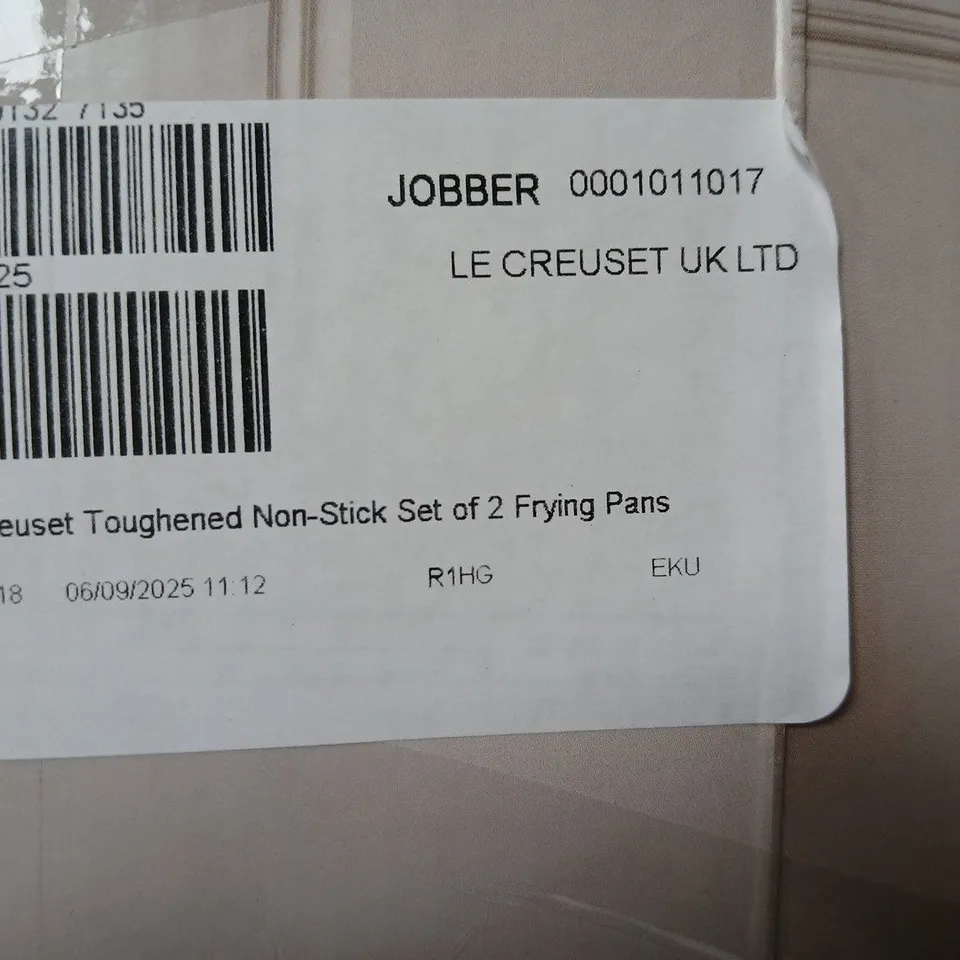 0132 7135
JOBBER 0001011017
LE CREUSET UK LTD
25
euset Toughened Non-Stick Set of 2 Frying Pans
18 06/09/2025 11:12 R1HG EKU